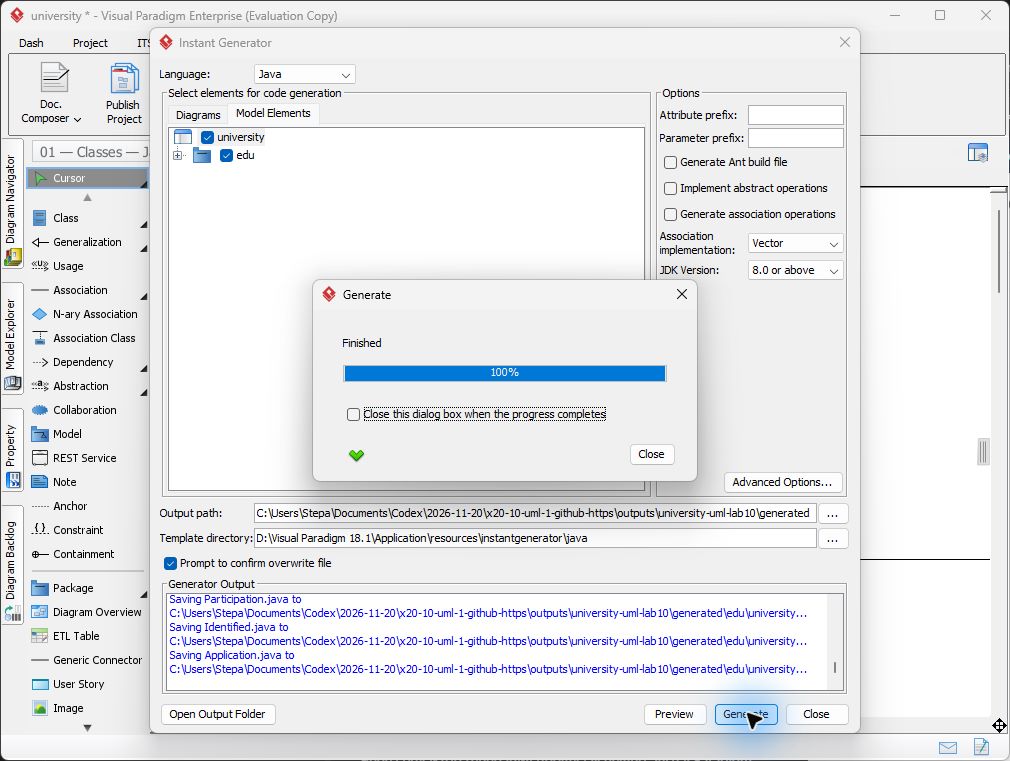 university * - Visual Paradigm Enterprise (Evaluation Copy)
Dash Project
Instant Generator
Doc.
Composer
Publish
Project
Language: Java
Select elements for code generation
Diagrams Model Elements
university
edu
Options
Attribute prefix:
Parameter prefix:
Generate Ant build file
Implement abstract operations
Generate association operations
Association
implementation: Vector
JDK Version: 8.0 or above
Advanced Options...
01 — Classes —
Diagram Navigator
Model Explorer
Property
Diagram Backlog
Cursor
Class
Generalization
Usage
Association
N-ary Association
Association Class
Dependency
Abstraction
Collaboration
Model
REST Service
Note
Anchor
Constraint
Containment
Package
Diagram Overview
ETL Table
Generic Connector
User Story
Image
Generate
Finished
100%
Close this dialog box when the progress completes
Close
Output path: C:\Users\Stepa\Documents\Codex\2026-11-20\x20-10-uml-1-github-https\outputs\university-uml-lab10\generated ...
Template directory: D:\Visual Paradigm 18.1\Application\resources\instantgenerator\java ...
Prompt to confirm overwrite file
Generator Output
Saving Participation.java to
C:\Users\Stepa\Documents\Codex\2026-11-20\x20-10-uml-1-github-https\outputs\university-uml-lab10\generated\edu\university...
Saving Identified.java to
C:\Users\Stepa\Documents\Codex\2026-11-20\x20-10-uml-1-github-https\outputs\university-uml-lab10\generated\edu\university...
Saving Application.java to
C:\Users\Stepa\Documents\Codex\2026-11-20\x20-10-uml-1-github-https\outputs\university-uml-lab10\generated\edu\university...
Open Output Folder Preview Generate Close